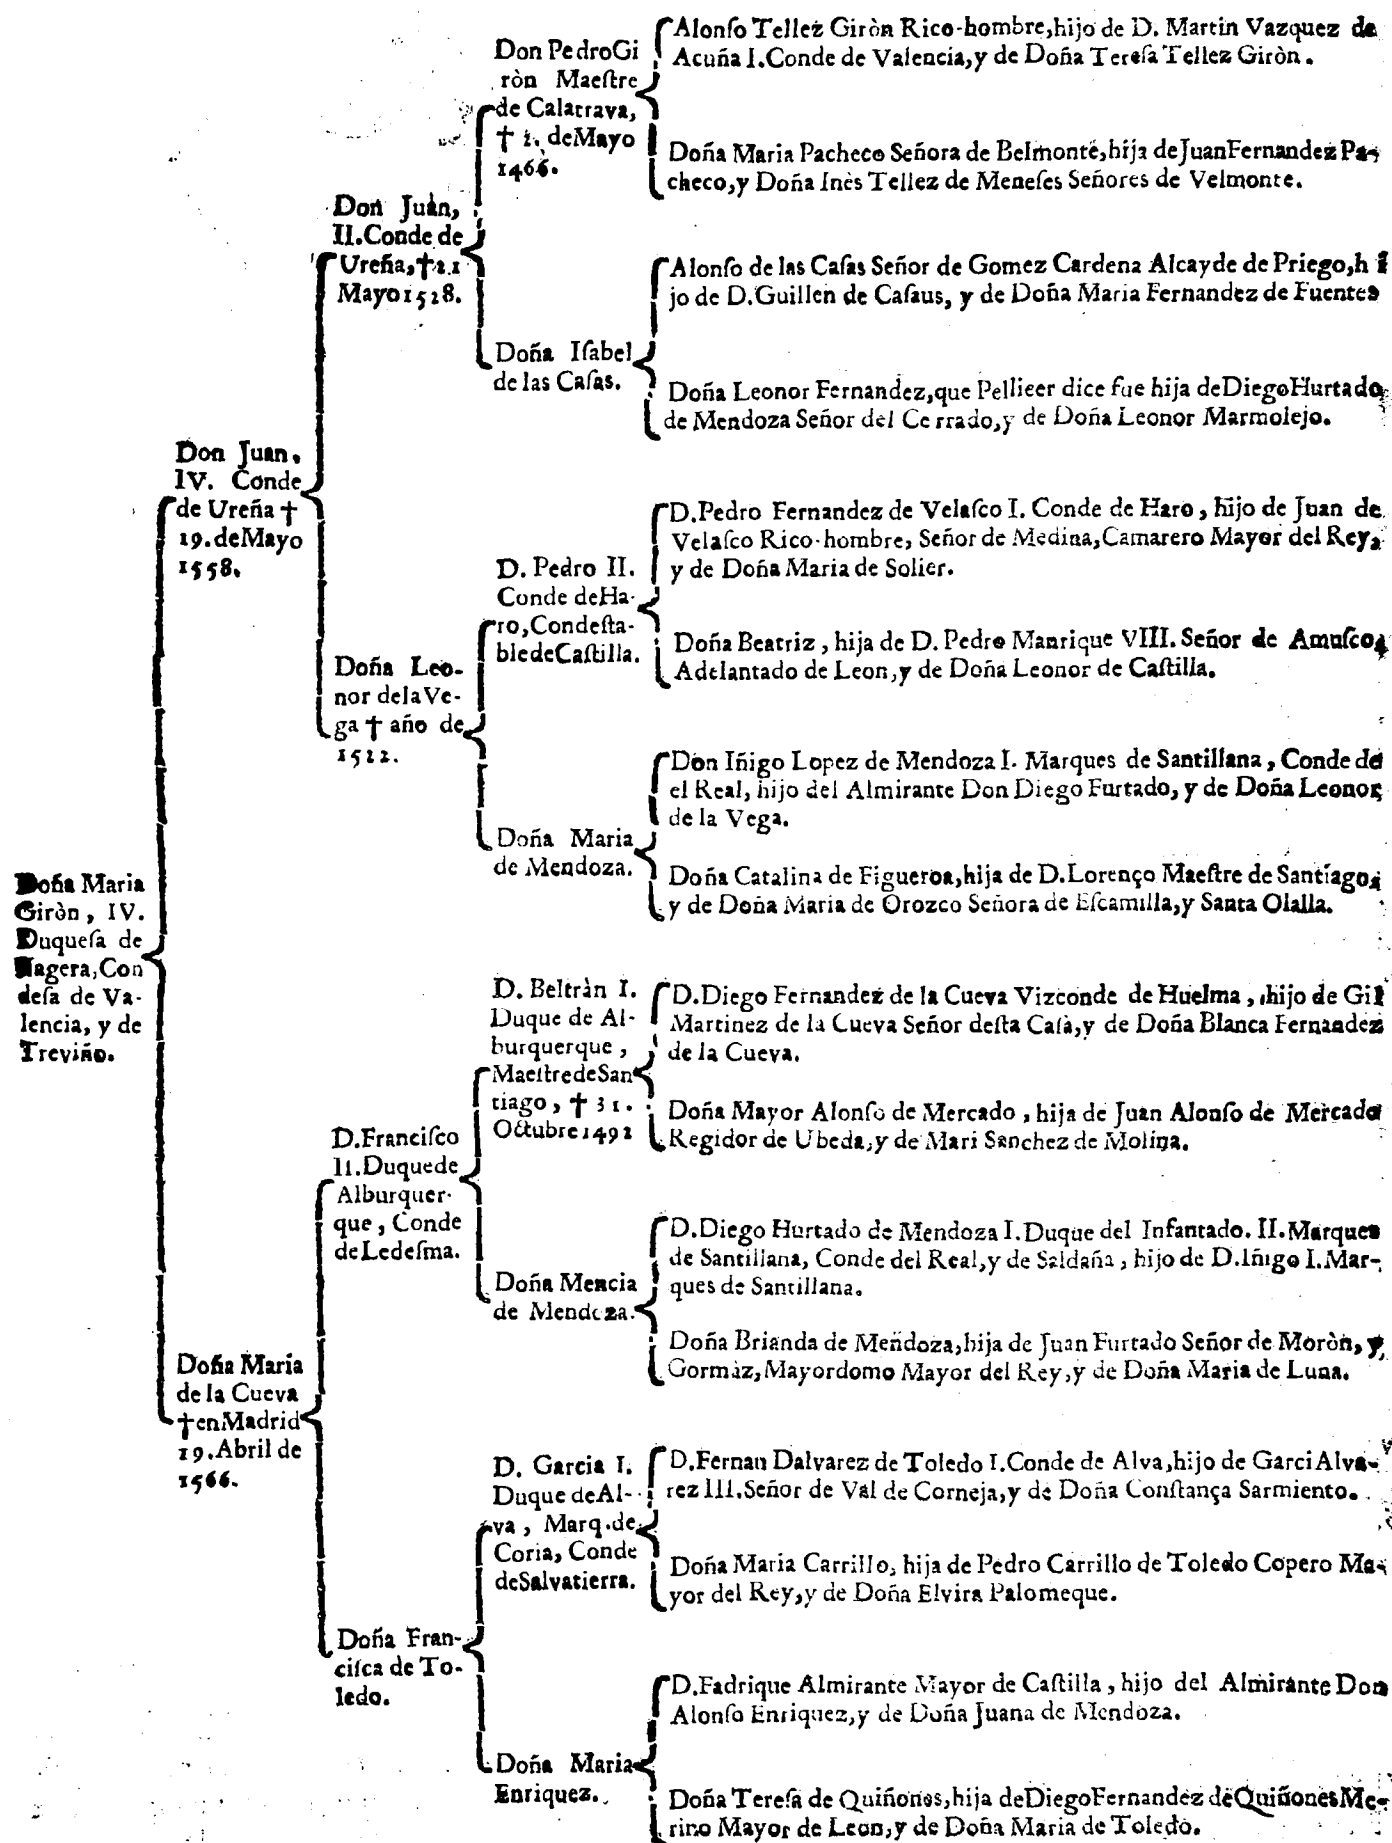 Doña Maria
Giròn, IV.
Duqueſa de
Nagera, Con
deſa de Va-
lencia, y de
Treviño.
Don Juan,
IV. Conde
de Ureña †
19. de Mayo
1558.
Doña Maria
de la Cueva
† en Madrid
19. Abril de
1566.
Don Juan,
II. Conde de
Ureña, † 21
Mayo 1528.
Doña Leo-
nor de la Ve-
ga † año de
1522.
D. Franciſco
II. Duque de
Alburquer-
que, Conde
de Ledeſma.
Doña Fran-
ciſca de To-
ledo.
Don Pedro Gi
ròn Maeſtre
de Calatrava,
† 2. de Mayo
1466.
Doña Iſabel
de las Caſas.
D. Pedro II.
Conde de Ha-
ro, Condeſta-
ble de Caſtilla.
Doña Maria
de Mendoza.
D. Beltràn I.
Duque de Al-
burquerque,
Maeſtre de San
tiago, † 31.
Octubre 1492
Doña Mencia
de Mendoza.
D. Garcia I.
Duque de Al-
va, Marq. de
Coria, Conde
de Salvatierra.
Doña Maria
Enriquez.
Alonſo Tellez Giròn Rico-hombre, hijo de D. Martin Vazquez de
Acuña I. Conde de Valencia, y de Doña Tereſa Tellez Giròn.
Doña Maria Pacheco Señora de Belmonte, hija de Juan Fernandez Pa-
checo, y Doña Inès Tellez de Meneſes Señores de Velmonte.
Alonſo de las Caſas Señor de Gomez Cardena Alcayde de Priego, h i
jo de D. Guillen de Caſaus, y de Doña Maria Fernandez de Fuentes
Doña Leonor Fernandez, que Pellieer dice fue hija de Diego Hurtado
de Mendoza Señor del Ce rrado, y de Doña Leonor Marmolejo.
D. Pedro Fernandez de Velaſco I. Conde de Haro, hijo de Juan de
Velaſco Rico-hombre, Señor de Medina, Camarero Mayor del Rey,
y de Doña Maria de Solier.
Doña Beatriz, hija de D. Pedro Manrique VIII. Señor de Amuſco,
Adelantado de Leon, y de Doña Leonor de Caſtilla.
Don Iñigo Lopez de Mendoza I. Marques de Santillana, Conde de
el Real, hijo del Almirante Don Diego Furtado, y de Doña Leonor
de la Vega.
Doña Catalina de Figueroa, hija de D. Lorenço Maeſtre de Santiago,
y de Doña Maria de Orozco Señora de Eſcamilla, y Santa Olalla.
D. Diego Fernandez de la Cueva Vizconde de Huelma, hijo de Gil
Martinez de la Cueva Señor deſta Caſà, y de Doña Blanca Fernandez
de la Cueva.
Doña Mayor Alonſo de Mercado, hija de Juan Alonſo de Mercado
Regidor de Ubeda, y de Mari Sanchez de Molina.
D. Diego Hurtado de Mendoza I. Duque del Infantado. II. Marques
de Santillana, Conde del Real, y de Saldaña, hijo de D. Iñigo I. Mar-
ques de Santillana.
Doña Brianda de Mendoza, hija de Juan Furtado Señor de Moròn, y
Gormàz, Mayordomo Mayor del Rey, y de Doña Maria de Luna.
D. Fernan Dalvarez de Toledo I. Conde de Alva, hijo de Garci Alva-
rez III. Señor de Val de Corneja, y de Doña Conſtança Sarmiento.
Doña Maria Carrillo, hija de Pedro Carrillo de Toledo Copero Ma-
yor del Rey, y de Doña Elvira Palomeque.
D. Fadrique Almirante Mayor de Caſtilla, hijo del Almirante Don
Alonſo Enriquez, y de Doña Juana de Mendoza.
Doña Tereſa de Quiñones, hija de Diego Fernandez de Quiñones Me-
rino Mayor de Leon, y de Doña Maria de Toledo.